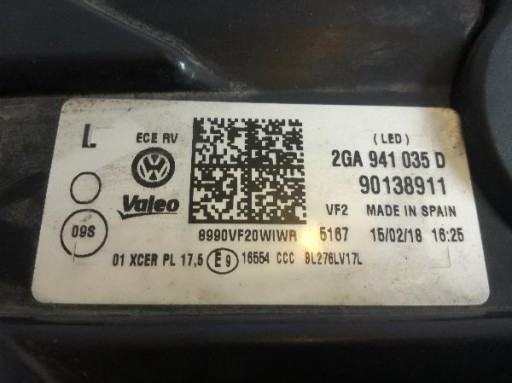 L
ECE RV
(LED)
2GA 941 035 D
90138911
Valeo
09S
8990VF20WIWR
VF2 MADE IN SPAIN
5167 15/02/18 16:25
01 XCER PL 17,5 E9 16554 CCC 9L276LV17L